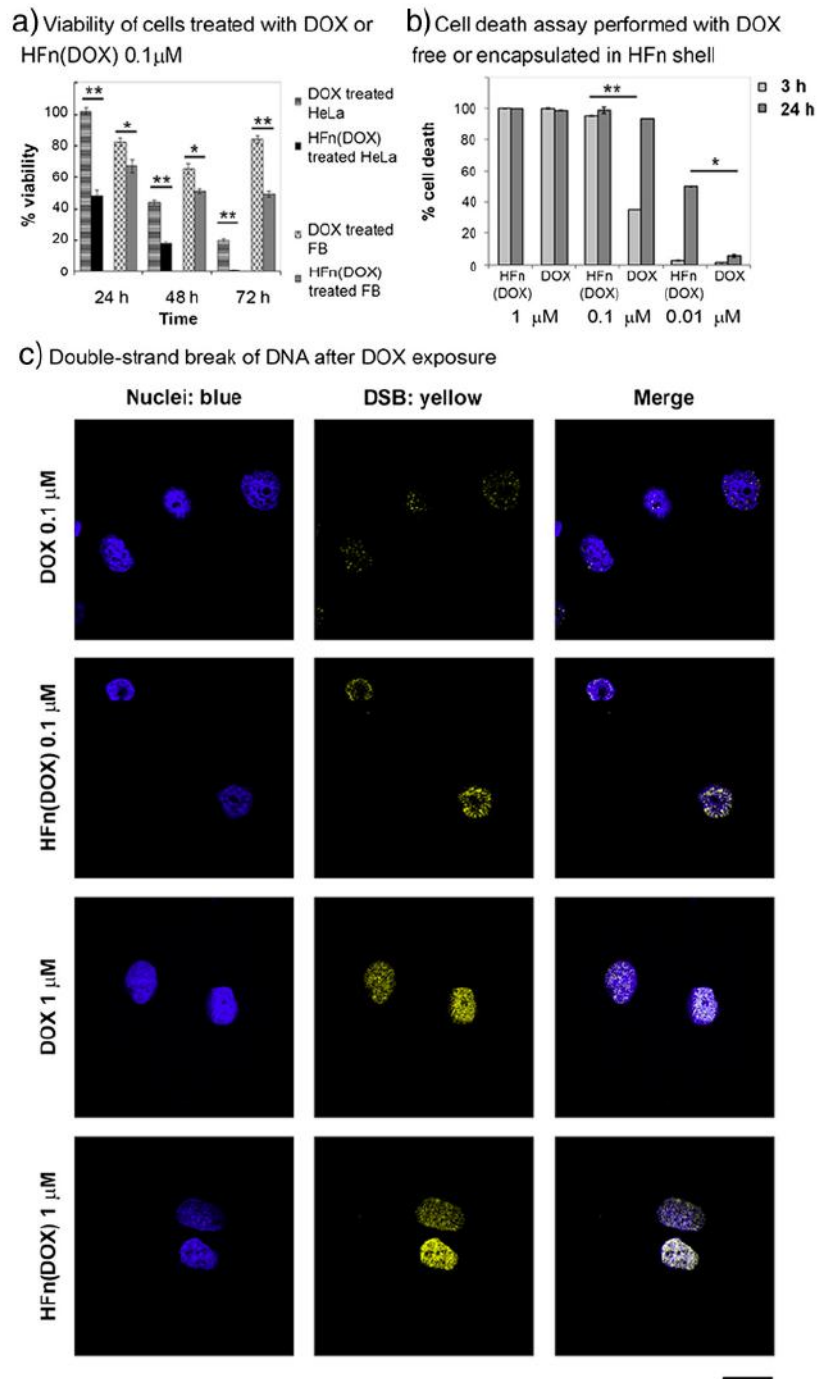 a) Viability of cells treated with DOX or
HFn(DOX) 0.1μM
% viability
100
80
60
40
20
0
** * ** * ** **
24 h 48 h 72 h
Time
DOX treated
HeLa
HFn(DOX)
treated HeLa
DOX treated
FB
HFn(DOX)
treated FB
b) Cell death assay performed with DOX
free or encapsulated in HFn shell
% cell death
100
80
60
40
20
0
** *
3 h
24 h
HFn DOX HFn DOX HFn DOX
(DOX) (DOX) (DOX)
1 μM 0.1 μM 0.01 μM
c) Double-strand break of DNA after DOX exposure
Nuclei: blue DSB: yellow Merge
DOX 0.1 μM
HFn(DOX) 0.1 μM
DOX 1 μM
HFn(DOX) 1 μM